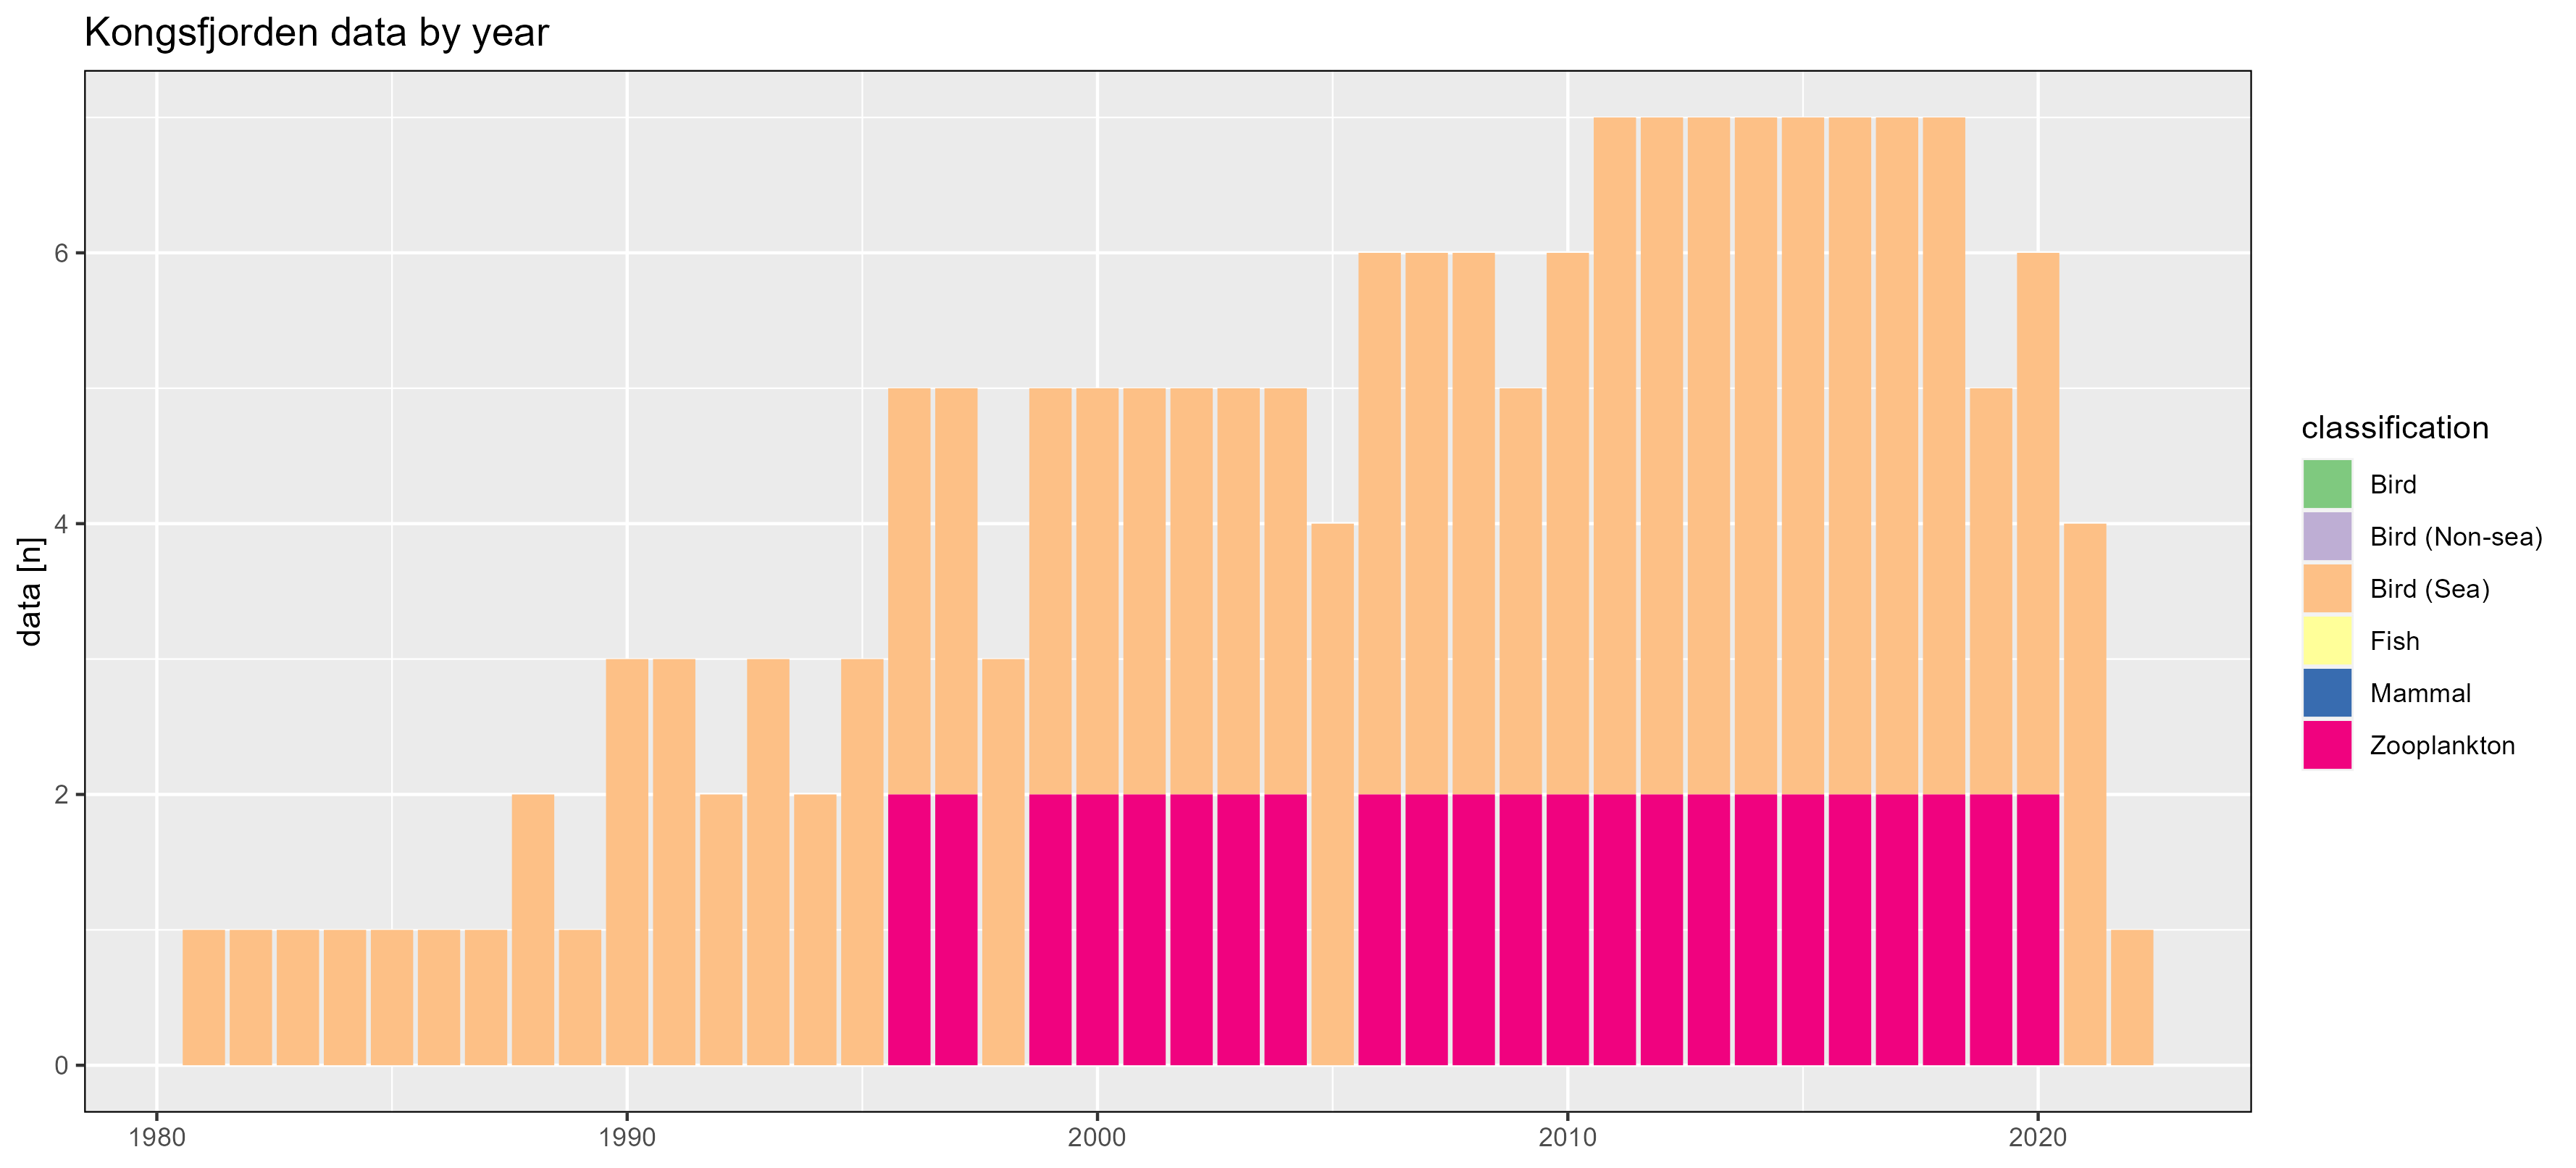 Kongsfjorden data by year
data [n]
6
4
2
0
1980
1990
2000
2010
2020
classification
Bird
Bird (Non-sea)
Bird (Sea)
Fish
Mammal
Zooplankton